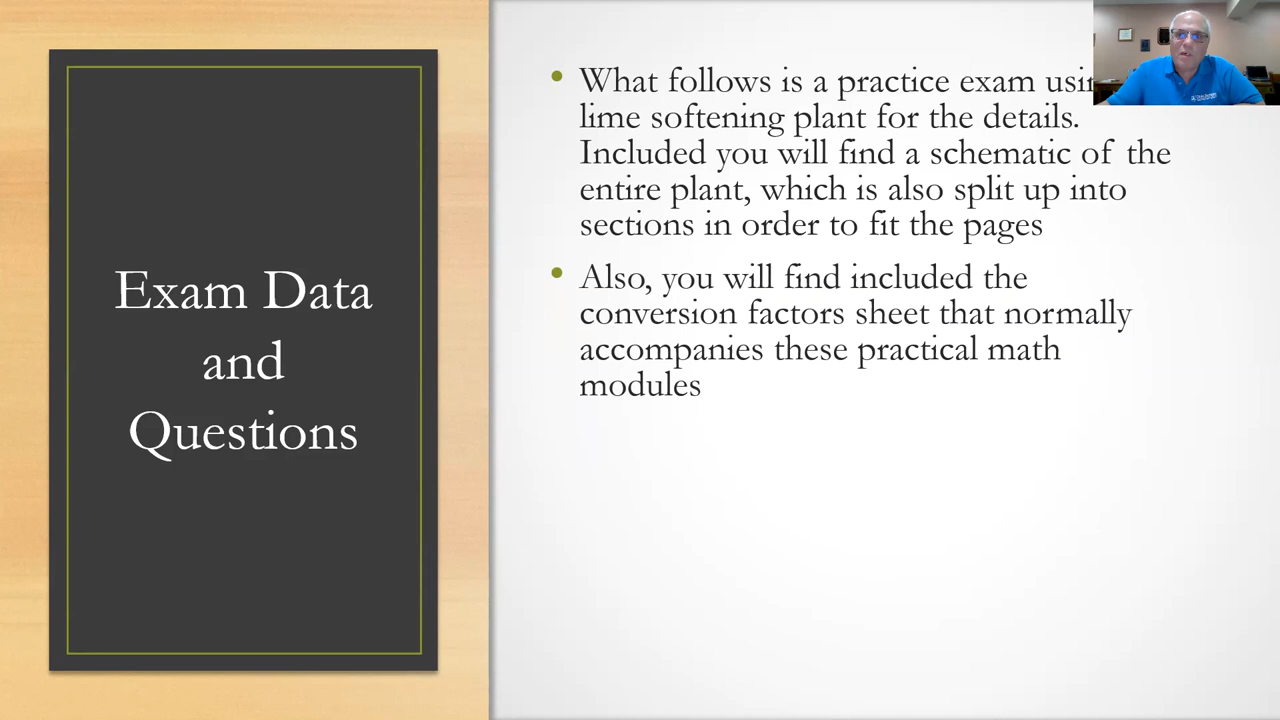 Exam Data
and
Questions
• What follows is a practice exam
lime softening plant for the details.
Included you will find a schematic of the
entire plant, which is also split up into
sections in order to fit the pages
• Also, you will find included the
conversion factors sheet that normally
accompanies these practical math
modules